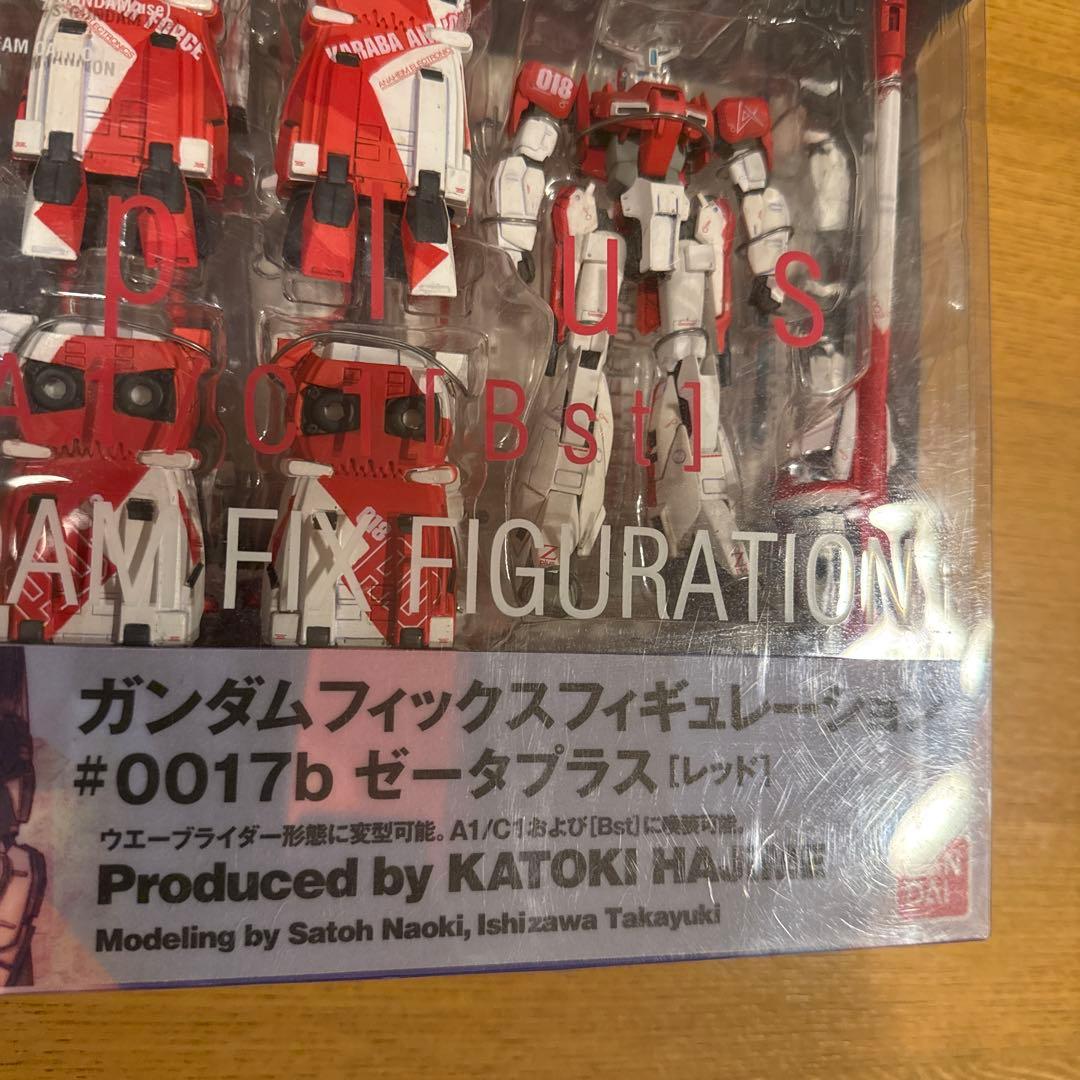 FORCE
KARABA AI
ANAHEIM ELECTRONICS
018
plus
A1 C1[Bst]
018
AM FIX FIGURATION
ガンダムフィックスフィギュレーション
#0017b ゼータプラス[レッド]
ウエーブライダー形態に変型可能。A1/C1および[Bst]に換装可能。
Produced by KATOKI HAJIME
Modeling by Satoh Naoki, Ishizawa Takayuki